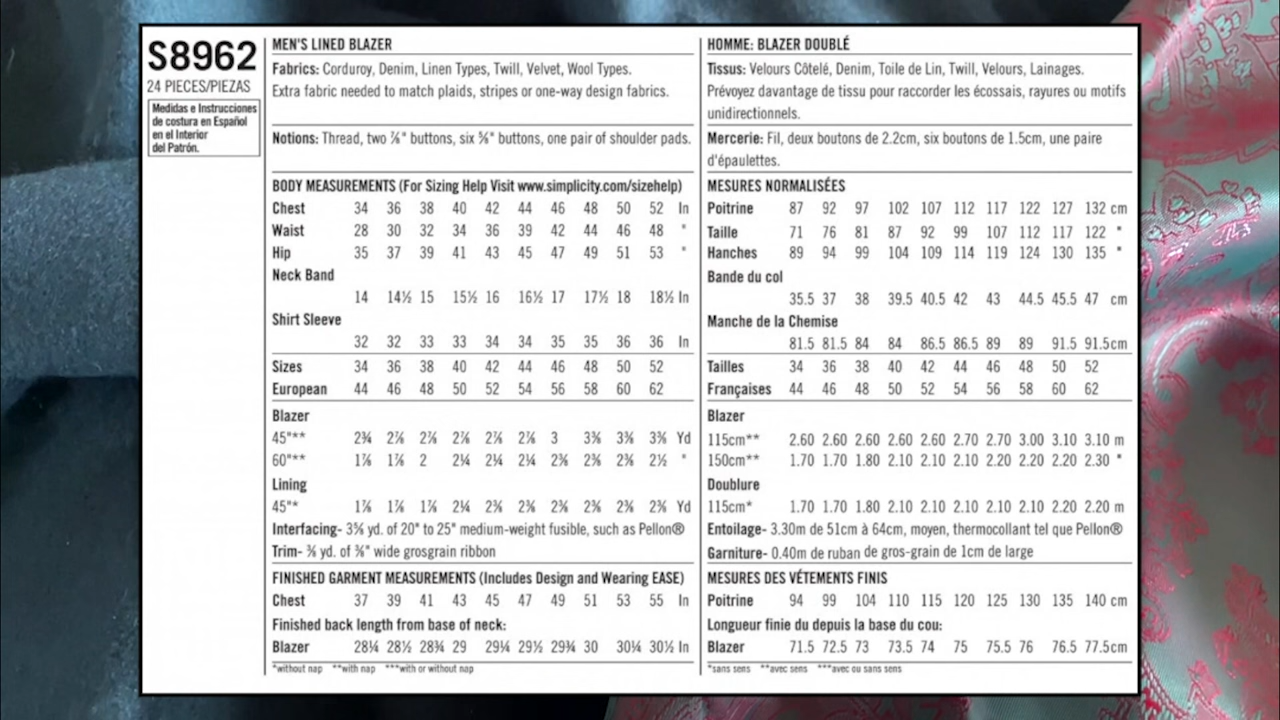 S8962
24 PIECES/PIEZAS
Medidas e Instrucciones
de costura en Español
en el Interior
del Patrón.
MEN'S LINED BLAZER
Fabrics: Corduroy, Denim, Linen Types, Twill, Velvet, Wool Types.
Extra fabric needed to match plaids, stripes or one-way design fabrics.
Notions: Thread, two ⅞" buttons, six ⅝" buttons, one pair of shoulder pads.
BODY MEASUREMENTS (For Sizing Help Visit www.simplicity.com/sizehelp)
Chest 34 36 38 40 42 44 46 48 50 52 In
Waist 28 30 32 34 36 39 42 44 46 48 "
Hip 35 37 39 41 43 45 47 49 51 53 "
Neck Band
14 14½ 15 15½ 16 16½ 17 17½ 18 18½ In
Shirt Sleeve
32 32 33 33 34 34 35 35 36 36 In
Sizes 34 36 38 40 42 44 46 48 50 52
European 44 46 48 50 52 54 56 58 60 62
Blazer
45"** 2¾ 2⅞ 2⅞ 2⅞ 2⅞ 2⅞ 3 3⅜ 3⅜ 3⅜ Yd
60"** 1⅞ 1⅞ 2 2¼ 2¼ 2¼ 2⅜ 2⅜ 2⅜ 2½ "
Lining
45"* 1⅞ 1⅞ 1⅞ 2¼ 2⅜ 2⅜ 2⅜ 2⅜ 2⅜ 2⅜ Yd
Interfacing- 3⅝ yd. of 20" to 25" medium-weight fusible, such as Pellon®
Trim- ⅜ yd. of ⅜" wide grosgrain ribbon
FINISHED GARMENT MEASUREMENTS (Includes Design and Wearing EASE)
Chest 37 39 41 43 45 47 49 51 53 55 In
Finished back length from base of neck:
Blazer 28¼ 28½ 28¾ 29 29¼ 29½ 29¾ 30 30¼ 30½ In
*without nap **with nap ***with or without nap
HOMME: BLAZER DOUBLÉ
Tissus: Velours Côtelé, Denim, Toile de Lin, Twill, Velours, Lainages.
Prévoyez davantage de tissu pour raccorder les écossais, rayures ou motifs
unidirectionnels.
Mercerie: Fil, deux boutons de 2.2cm, six boutons de 1.5cm, une paire
d'épaulettes.
MESURES NORMALISÉES
Poitrine 87 92 97 102 107 112 117 122 127 132 cm
Taille 71 76 81 87 92 99 107 112 117 122 "
Hanches 89 94 99 104 109 114 119 124 130 135 "
Bande du col
35.5 37 38 39.5 40.5 42 43 44.5 45.5 47 cm
Manche de la Chemise
81.5 81.5 84 84 86.5 86.5 89 89 91.5 91.5cm
Tailles 34 36 38 40 42 44 46 48 50 52
Françaises 44 46 48 50 52 54 56 58 60 62
Blazer
115cm** 2.60 2.60 2.60 2.60 2.60 2.70 2.70 3.00 3.10 3.10 m
150cm** 1.70 1.70 1.80 2.10 2.10 2.10 2.20 2.20 2.20 2.30 "
Doublure
115cm* 1.70 1.70 1.80 2.10 2.10 2.10 2.10 2.10 2.20 2.20 m
Entoilage- 3.30m de 51cm à 64cm, moyen, thermocollant tel que Pellon®
Garniture- 0.40m de ruban de gros-grain de 1cm de large
MESURES DES VÉTEMENTS FINIS
Poitrine 94 99 104 110 115 120 125 130 135 140 cm
Longueur finie du depuis la base du cou:
Blazer 71.5 72.5 73 73.5 74 75 75.5 76 76.5 77.5cm
*sans sens **avec sens ***avec ou sans sens